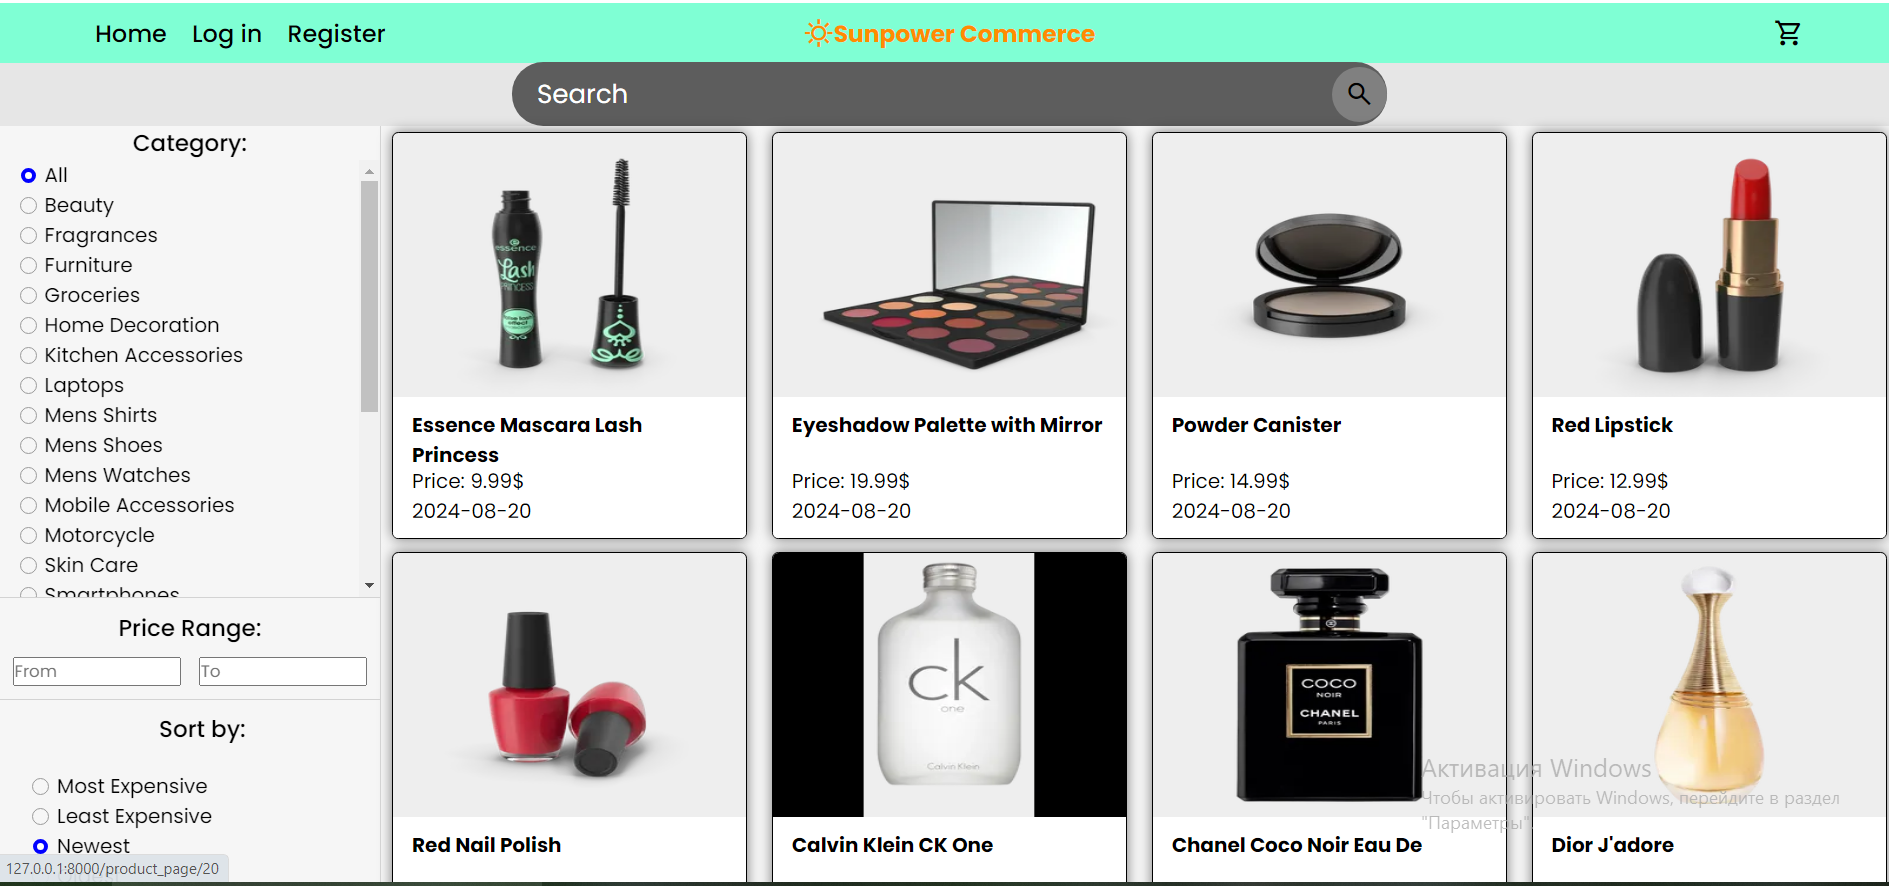 Home Log in Register
Sunpower Commerce
Search
Category:
All
Beauty
Fragrances
Furniture
Groceries
Home Decoration
Kitchen Accessories
Laptops
Mens Shirts
Mens Shoes
Mens Watches
Mobile Accessories
Motorcycle
Skin Care
Smartphones
Price Range:
From To
Sort by:
Most Expensive
Least Expensive
Newest
127.0.0.1:8000/product_page/20
essence
Lash
PRINCESS
false lash
effect
Essence Mascara Lash
Princess
Price: 9.99$
2024-08-20
Eyeshadow Palette with Mirror
Price: 19.99$
2024-08-20
Powder Canister
Price: 14.99$
2024-08-20
Red Lipstick
Price: 12.99$
2024-08-20
Red Nail Polish
ck
one
Calvin Klein
Calvin Klein CK One
COCO
NOIR
CHANEL
PARIS
Chanel Coco Noir Eau De
Dior J'adore
Активация Windows
Чтобы активировать Windows, перейдите в раздел
"Параметры".